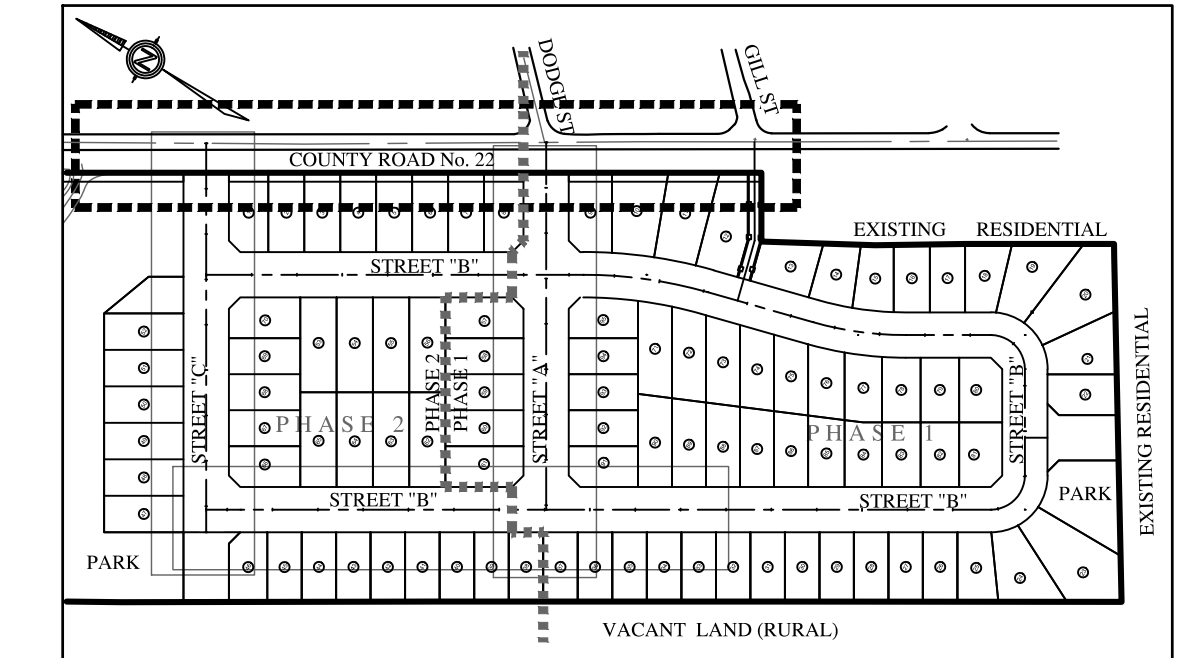 N
DODGE ST
GILL ST
COUNTY ROAD No. 22
EXISTING RESIDENTIAL
STREET "B"
STREET "C"
PHASE 2
PHASE 2
PHASE 1
STREET "A"
PHASE 1
STREET "B"
EXISTING RESIDENTIAL
STREET "B"
STREET "B"
PARK
PARK
VACANT LAND (RURAL)